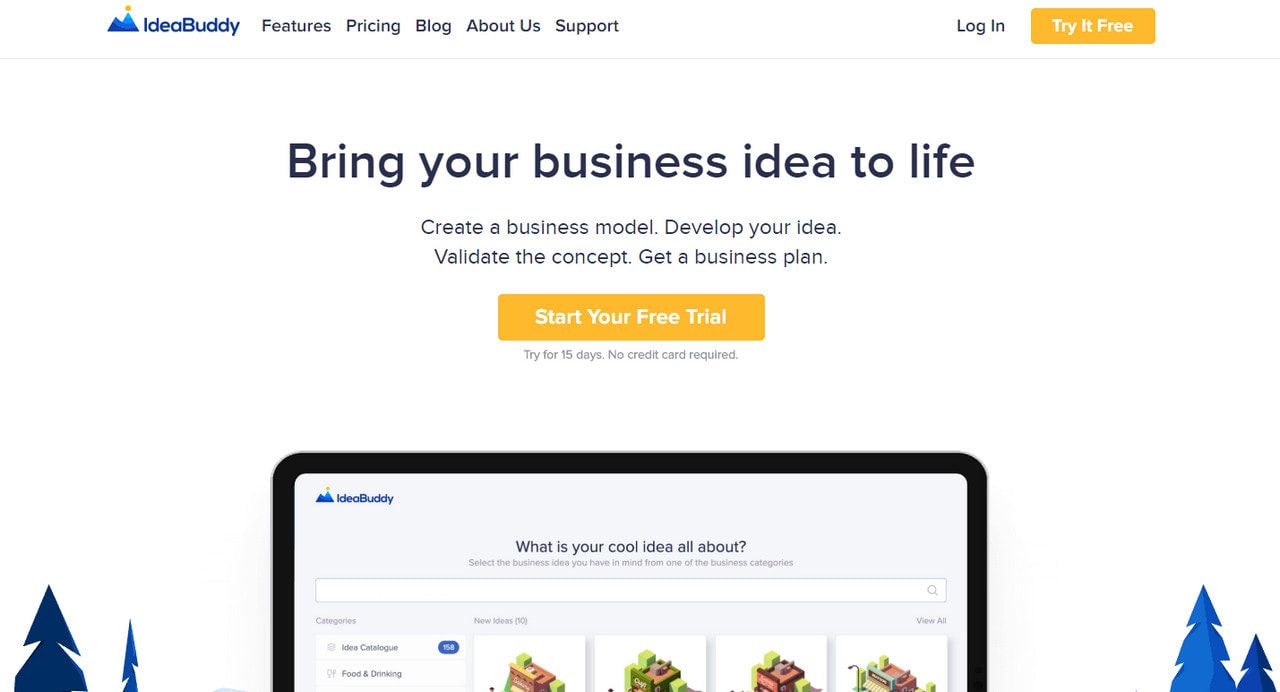 IdeaBuddy Features Pricing Blog About Us Support Log In Try It Free
Bring your business idea to life
Create a business model. Develop your idea.
Validate the concept. Get a business plan.
Start Your Free Trial
Try for 15 days. No credit card required.
IdeaBuddy
What is your cool idea all about?
Select the business idea you have in mind from one of the business categories
Categories New Ideas (10) View All
Idea Catalogue 158
Food & Drinking